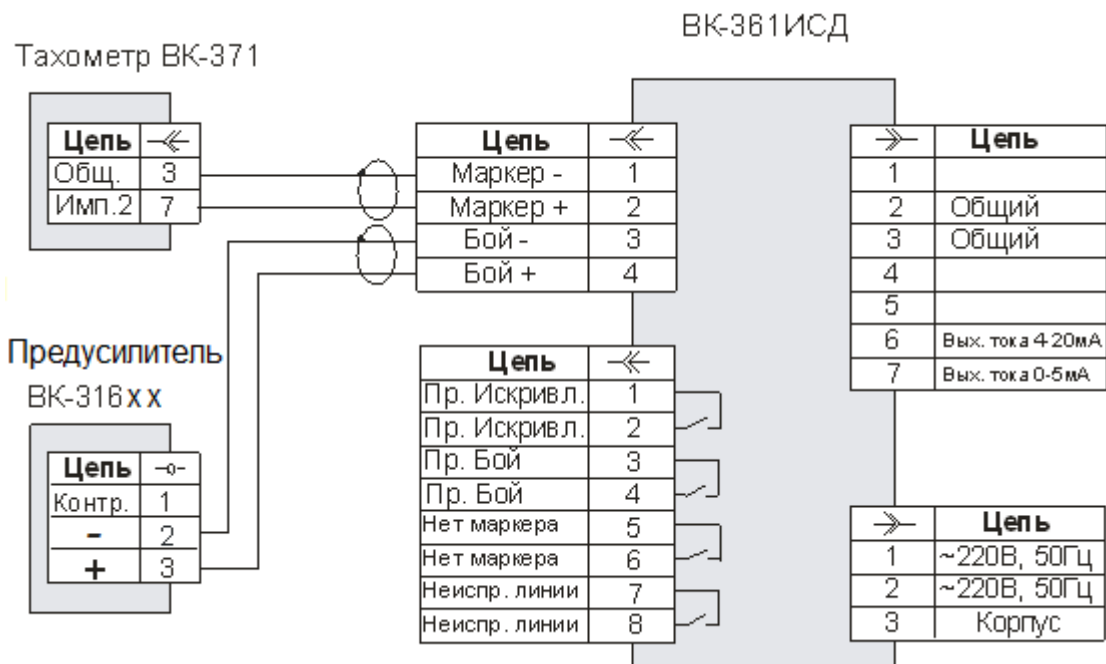 ВК-361ИСД
Тахометр ВК-371
Цепь
Общ. 3
Имп.2 7
Цепь
Маркер - 1
Маркер + 2
Бой - 3
Бой + 4
Цепь
1
2 Общий
3 Общий
4
5
6 Вых. тока 4-20мА
7 Вых. тока 0-5мА
Предусилитель
ВК-316хх
Цепь
Контр. 1
- 2
+ 3
Цепь
Пр. Искривл. 1
Пр. Искривл. 2
Пр. Бой 3
Пр. Бой 4
Нет маркера 5
Нет маркера 6
Неиспр. линии 7
Неиспр. линии 8
Цепь
1 ~220В, 50Гц
2 ~220В, 50Гц
3 Корпус